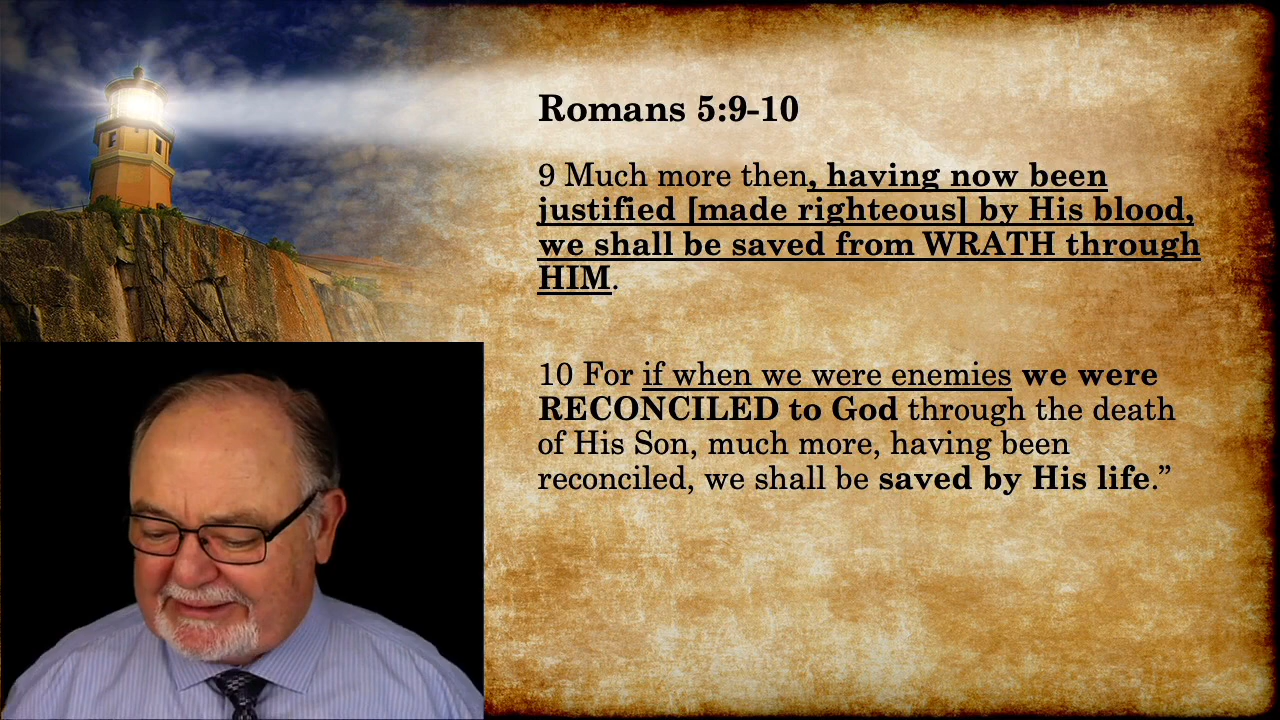 Romans 5:9-10
9 Much more then, having now been
justified [made righteous] by His blood,
we shall be saved from WRATH through
HIM.
10 For if when we were enemies we were
RECONCILED to God through the death
of His Son, much more, having been
reconciled, we shall be saved by His life.”